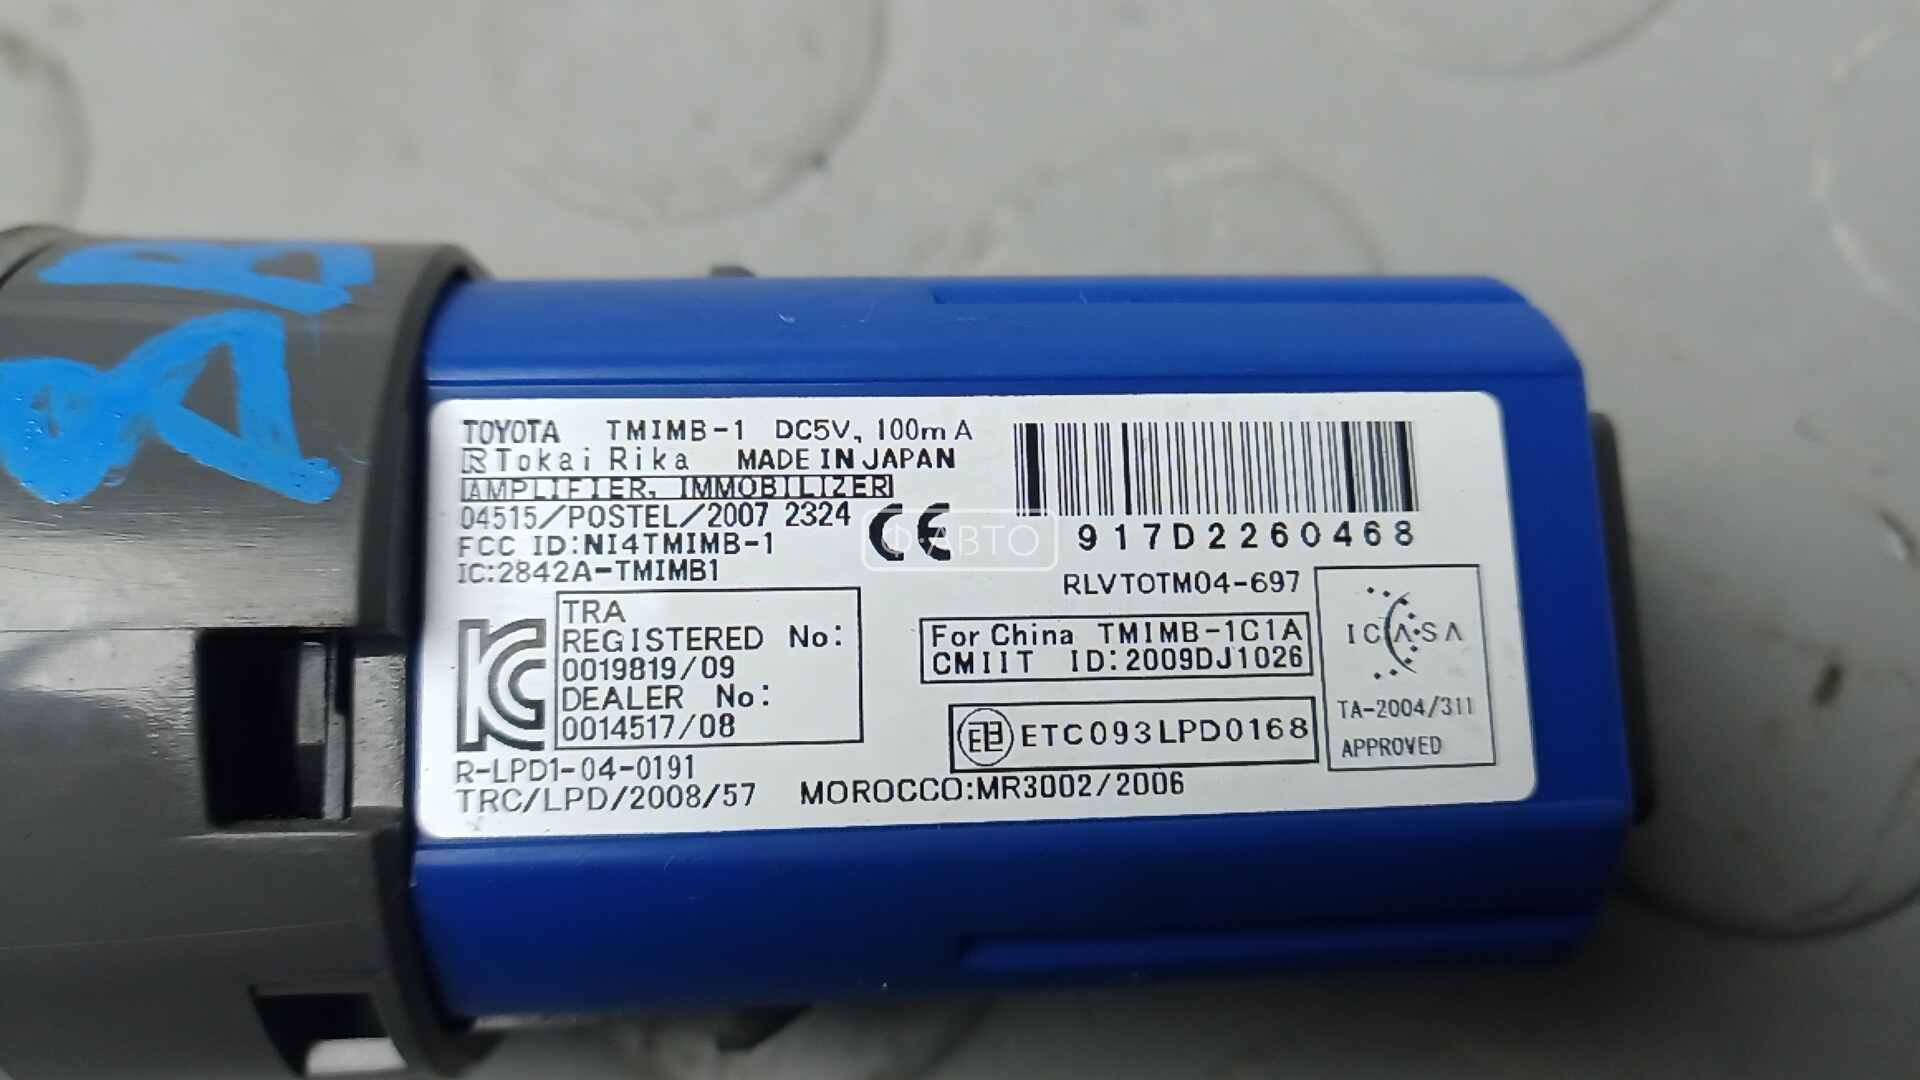 TOYOTA TMIMB-1 DC5V, 100mA
R Tokai Rika MADE IN JAPAN
AMPLIFIER, IMMOBILIZER
04515/POSTEL/2007 2324
CE
FCC ID:NI4TMIMB-1
IC:2842A-TMIMB1
Ф·АВТО
917D2260468
RLVTOTM04-697
TRA
REGISTERED No:
0019819/09
DEALER No:
0014517/08
R-LPD1-04-0191
TRC/LPD/2008/57
For China TMIMB-1C1A
CMIIT ID:2009DJ1026
ETC093LPD0168
MOROCCO:MR3002/2006
ICASA
TA-2004/311
APPROVED